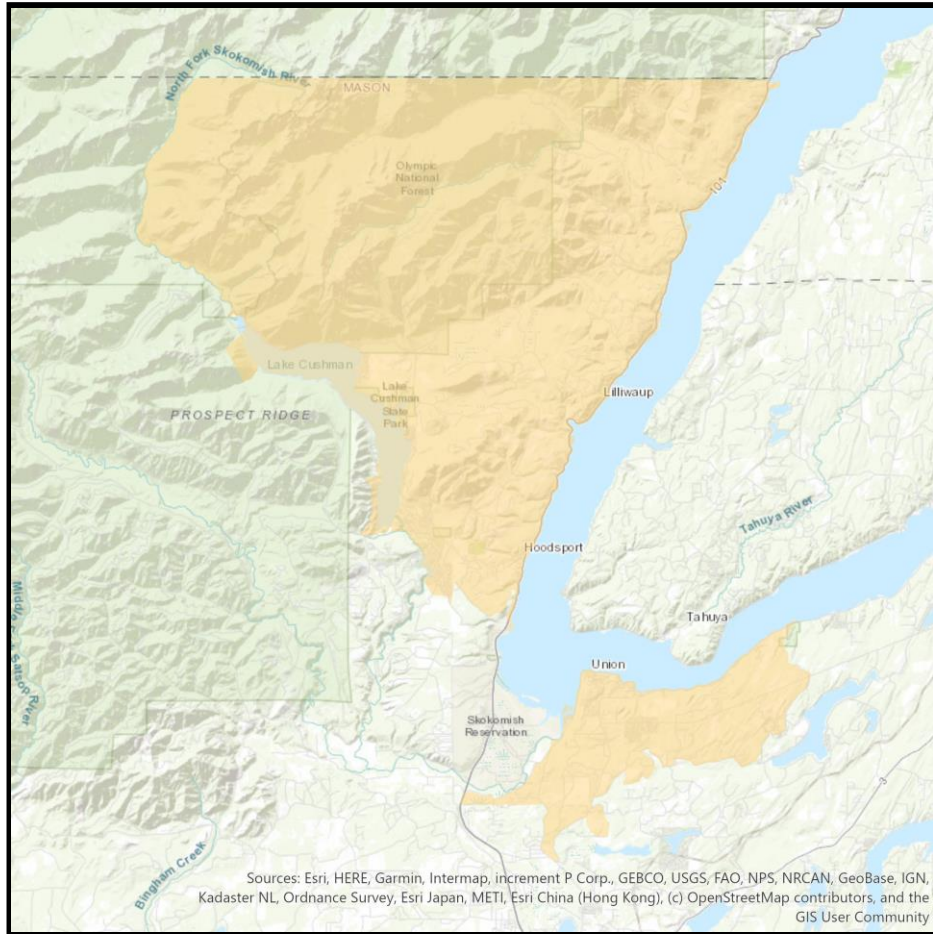 North Fork Skokomish River
MASON
Olympic
National
Forest
101
Lake Cushman
Lake
Cushman
State
Park
Lilliwaup
PROSPECT RIDGE
Tahuya River
Hoodsport
Tahuya
Middle
Satsop River
Union
Skokomish
Reservation
3
Bingham Creek
Sources: Esri, HERE, Garmin, Intermap, increment P Corp., GEBCO, USGS, FAO, NPS, NRCAN, GeoBase, IGN,
Kadaster NL, Ordnance Survey, Esri Japan, METI, Esri China (Hong Kong), (c) OpenStreetMap contributors, and the
GIS User Community